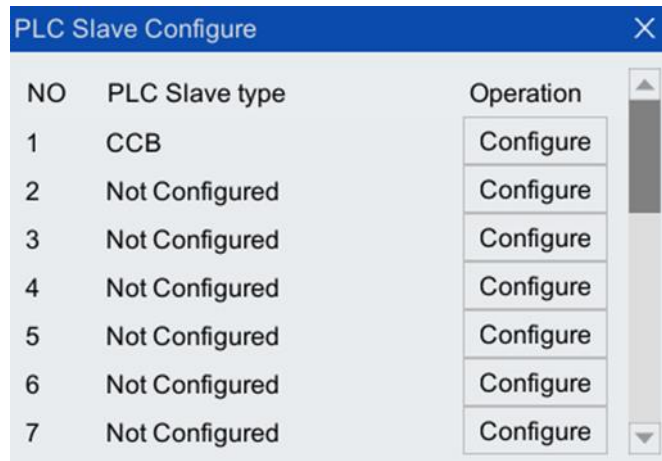 PLC Slave Configure X
NO PLC Slave type Operation
1 CCB Configure
2 Not Configured Configure
3 Not Configured Configure
4 Not Configured Configure
5 Not Configured Configure
6 Not Configured Configure
7 Not Configured Configure